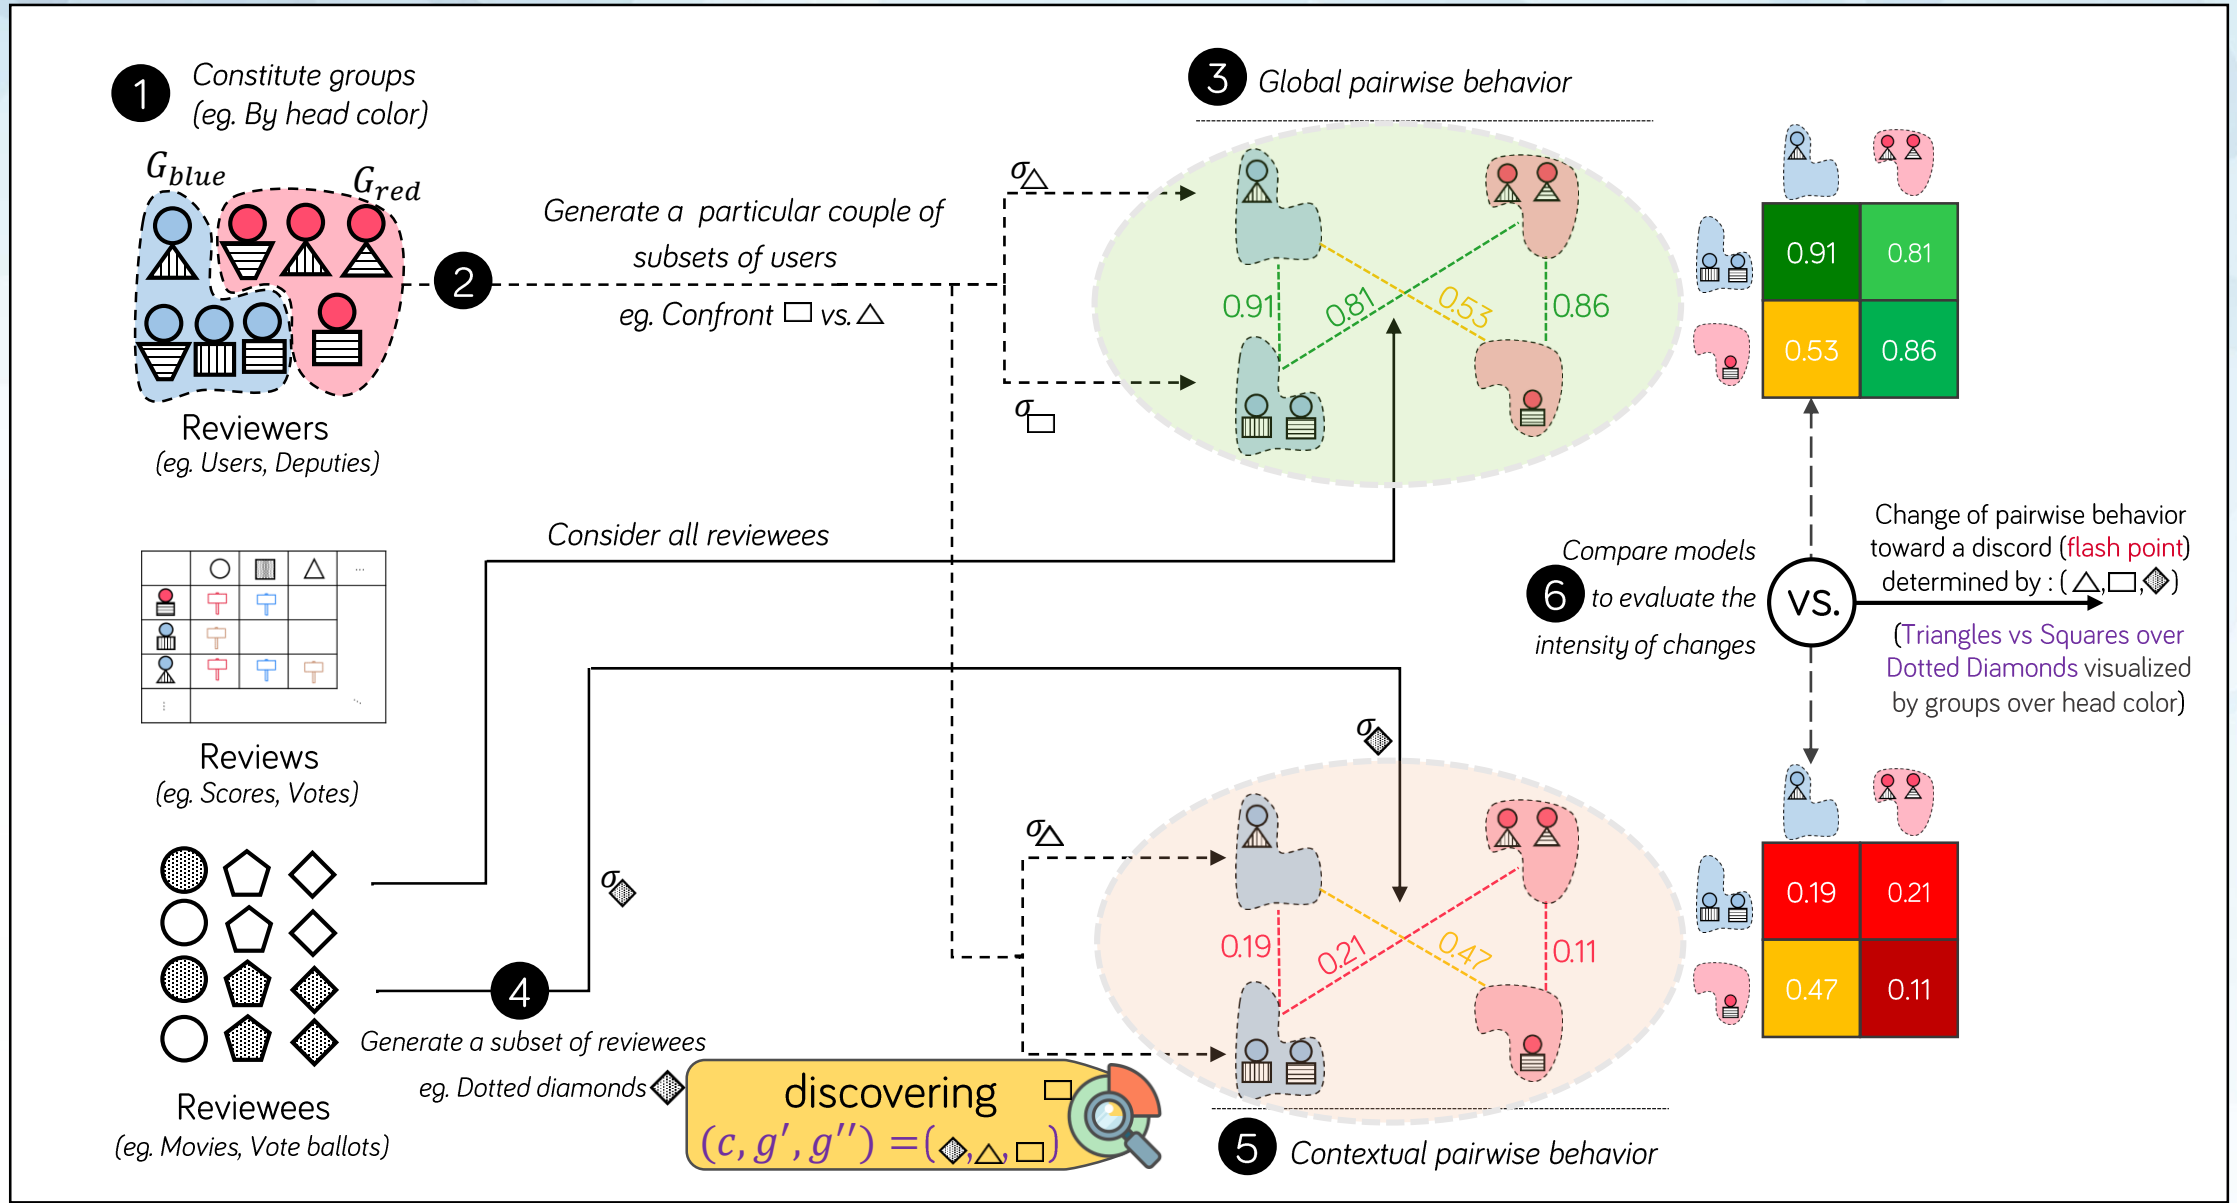 1
Constitute groups
(eg. By head color)
G_blue
G_red
Reviewers
(eg. Users, Deputies)
2
Generate a particular couple of
subsets of users
eg. Confront □ vs. △
σ△
σ□
3
Global pairwise behavior
0.91
0.81
0.53
0.86
0.91 0.81
0.53 0.86
Consider all reviewees
...
⋮
⋱
Reviews
(eg. Scores, Votes)
Compare models
6
to evaluate the
intensity of changes
VS.
Change of pairwise behavior
toward a discord (flash point)
determined by : (△,□,◈)
(Triangles vs Squares over
Dotted Diamonds visualized
by groups over head color)
σ◈
σ◈
σ△
4
Generate a subset of reviewees
eg. Dotted diamonds ◈
Reviewees
(eg. Movies, Vote ballots)
discovering
(c, g′, g′′) =(◈,△,□)
0.19
0.21
0.47
0.11
0.19 0.21
0.47 0.11
5
Contextual pairwise behavior